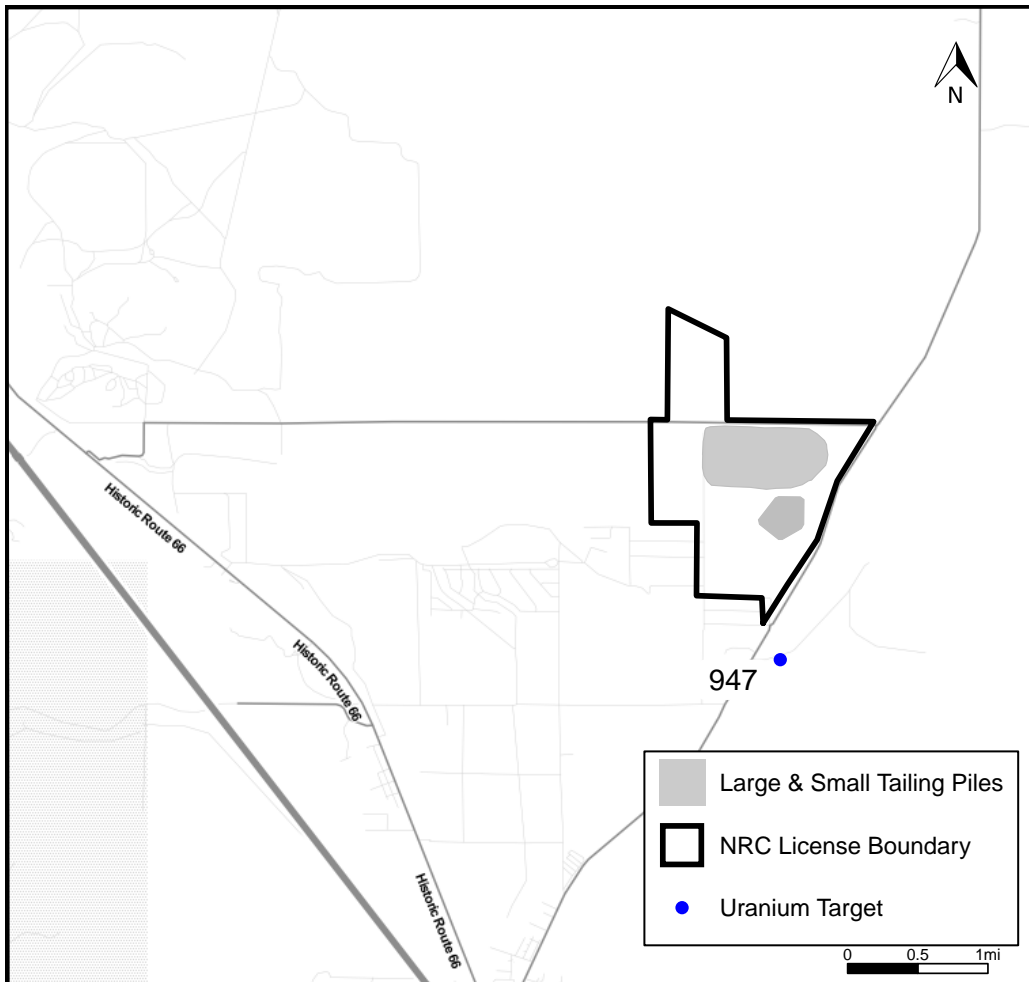 N
Historic Route 66
Historic Route 66
947
Large & Small Tailing Piles
NRC License Boundary
Historic Route 66
Uranium Target
0 0.5 1mi